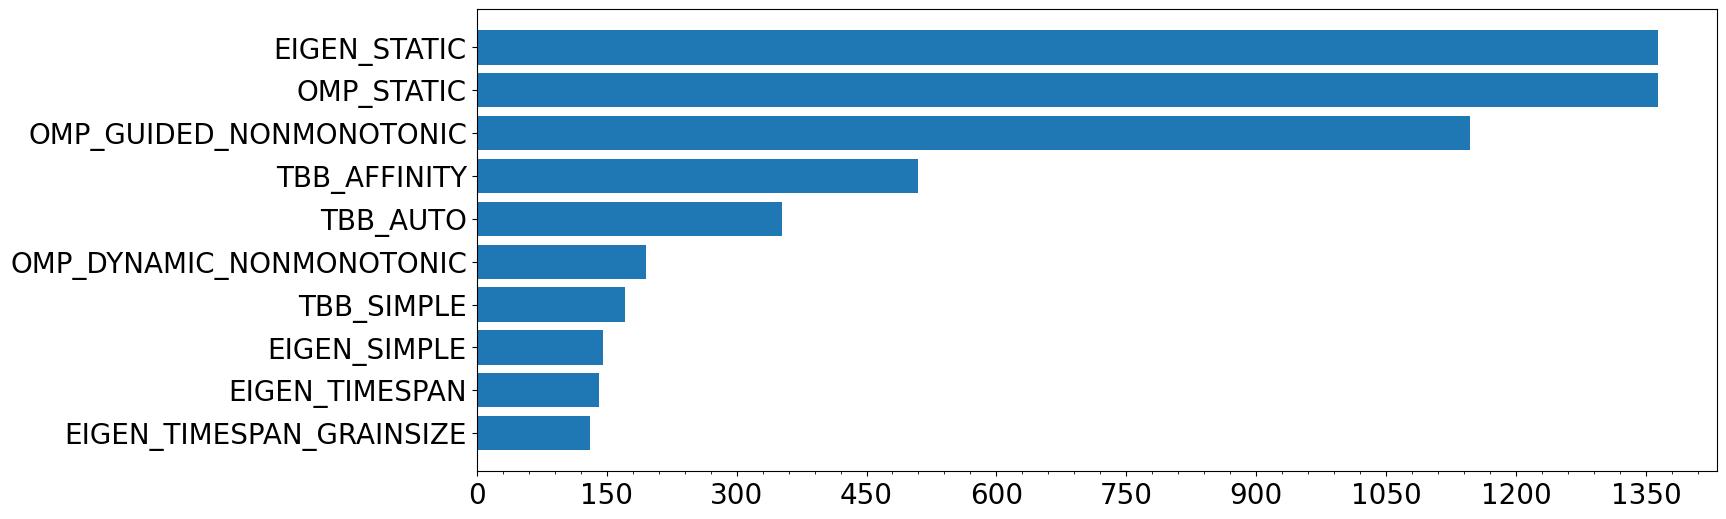 EIGEN_STATIC
OMP_STATIC
OMP_GUIDED_NONMONOTONIC
TBB_AFFINITY
TBB_AUTO
OMP_DYNAMIC_NONMONOTONIC
TBB_SIMPLE
EIGEN_SIMPLE
EIGEN_TIMESPAN
EIGEN_TIMESPAN_GRAINSIZE
0 150 300 450 600 750 900 1050 1200 1350